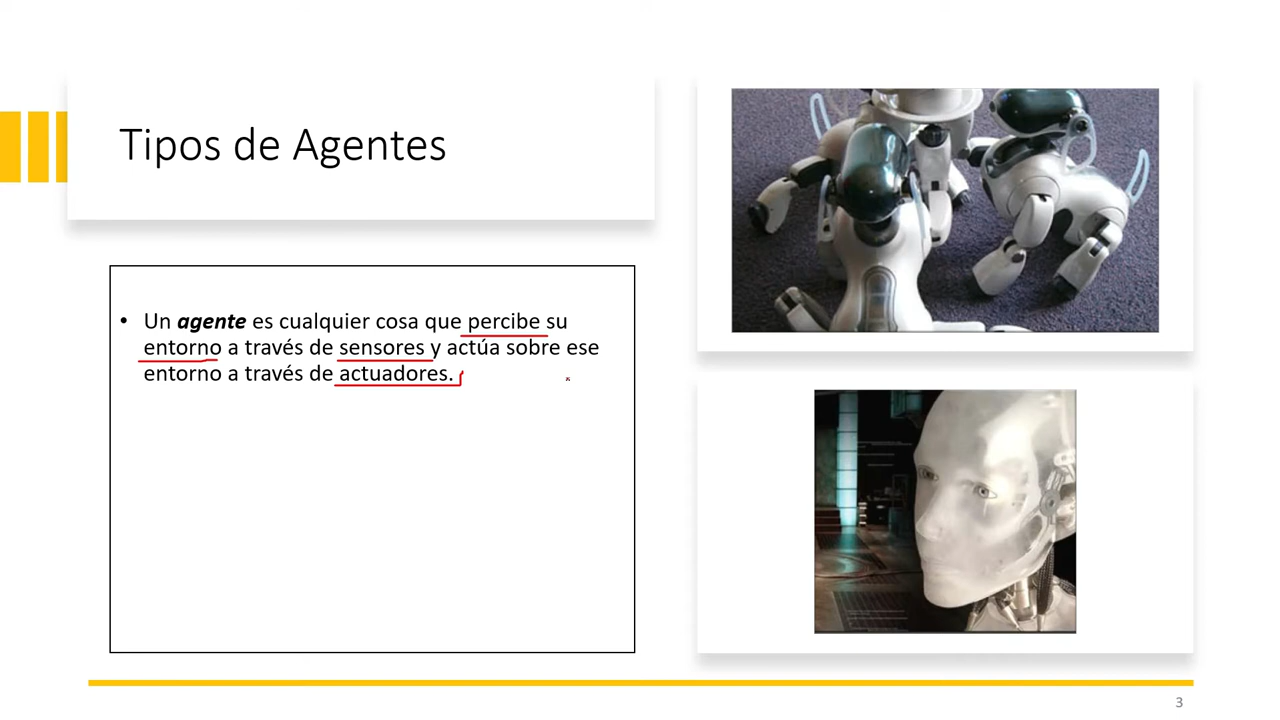 Tipos de Agentes
• Un agente es cualquier cosa que percibe su
entorno a través de sensores y actúa sobre ese
entorno a través de actuadores.
3